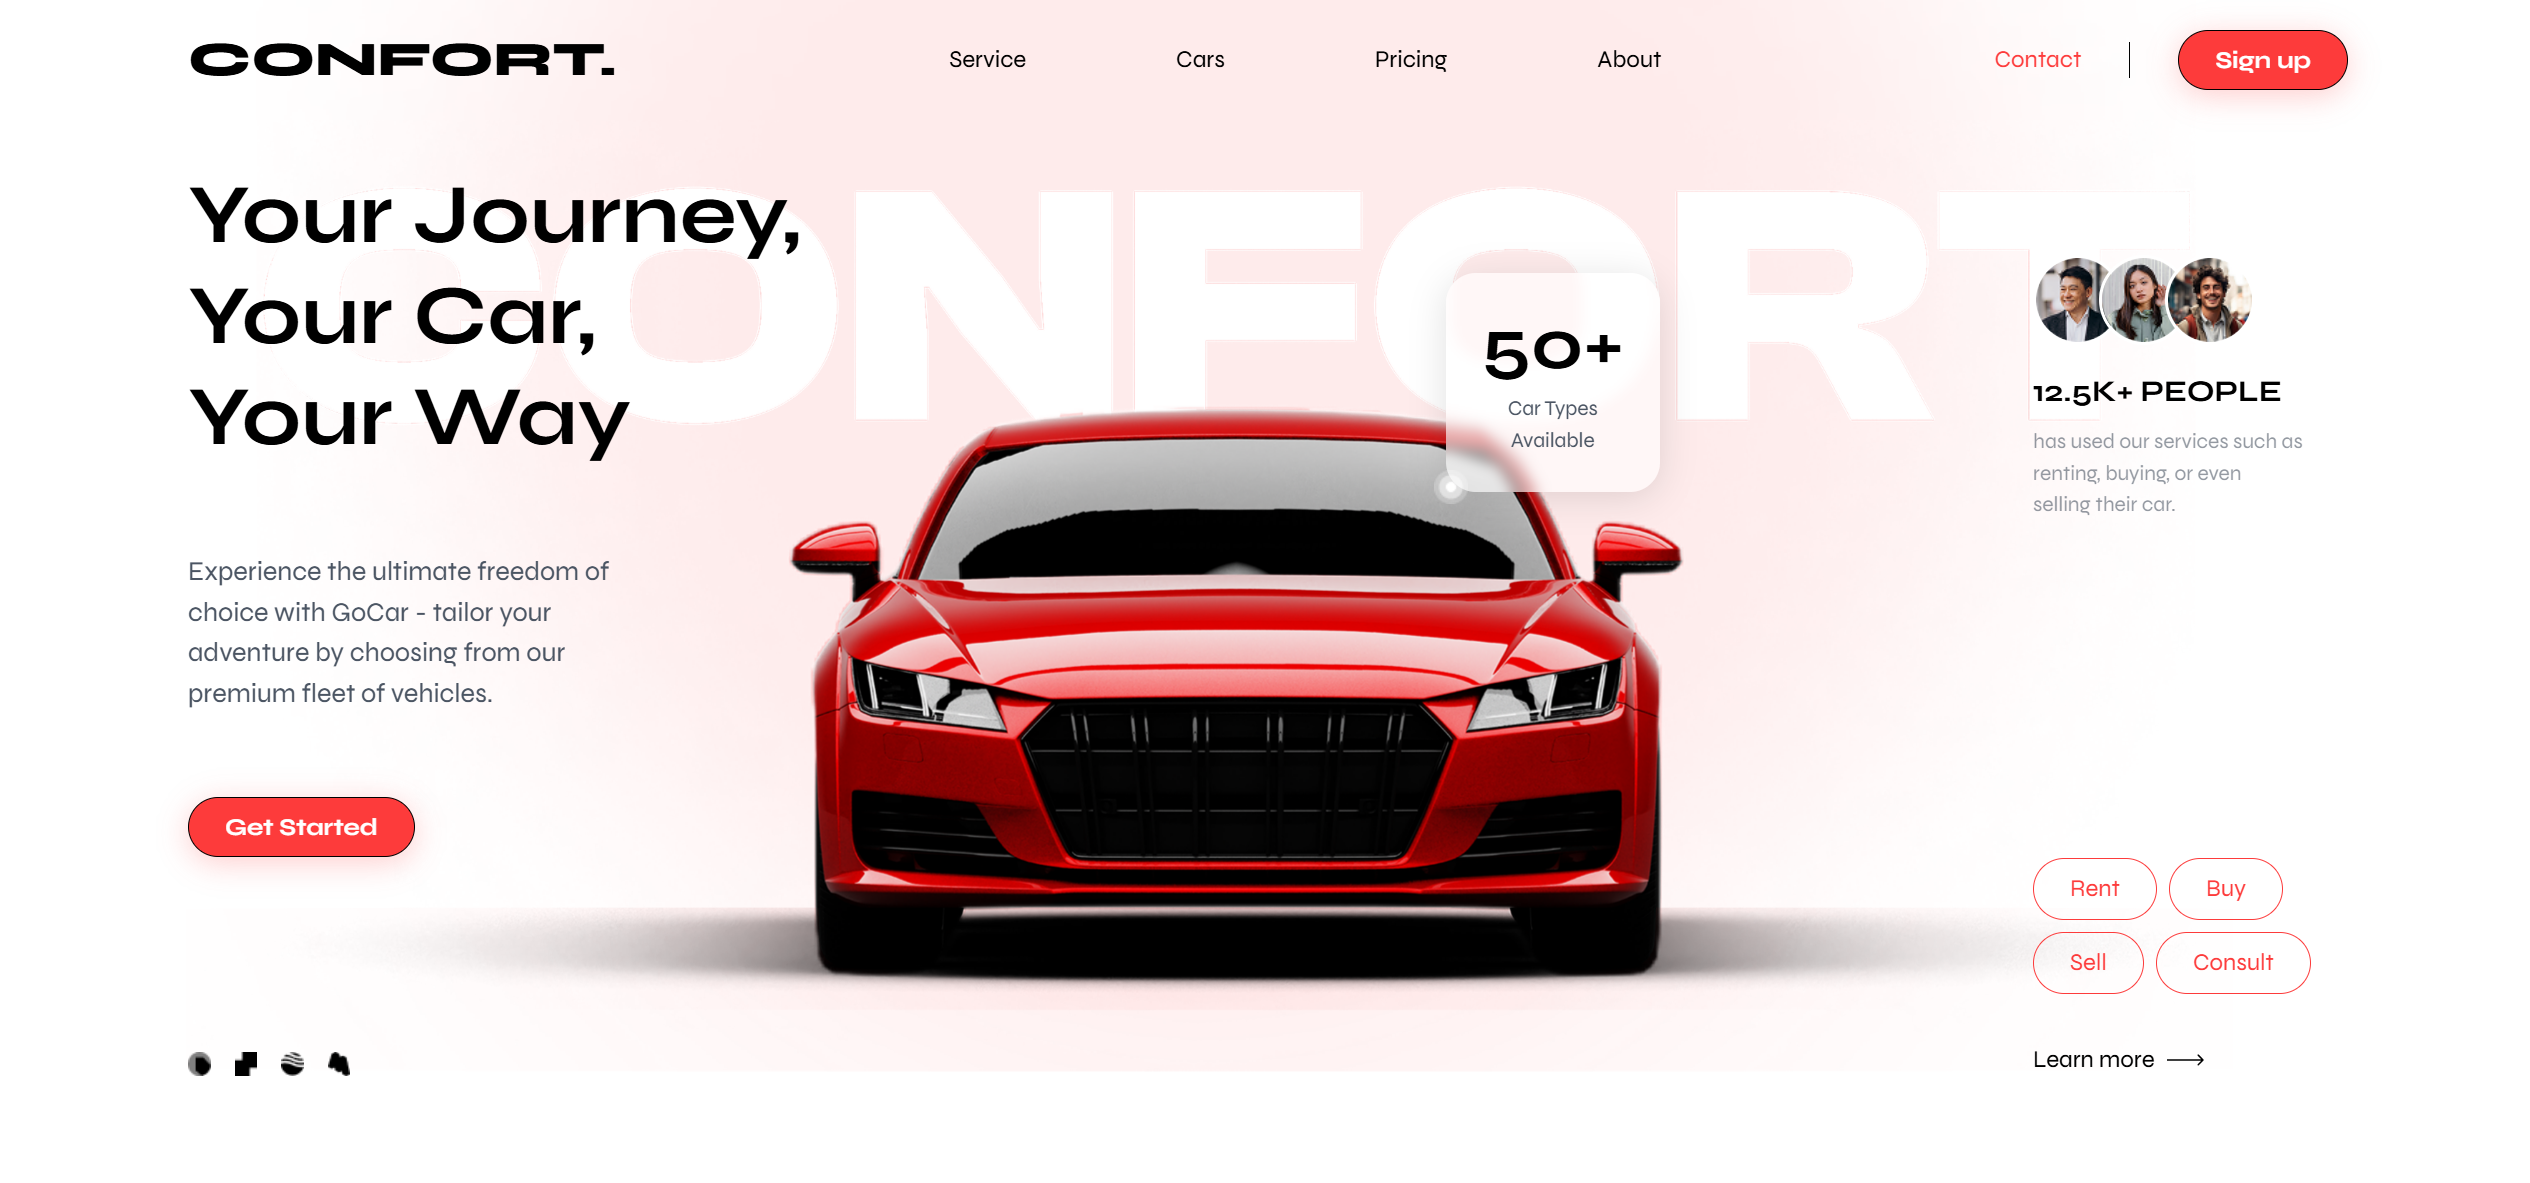 CONFORT.
Service
Cars
Pricing
About
Contact
Sign up
CONFORT
Your Journey,
Your Car,
Your Way
Experience the ultimate freedom of
choice with GoCar - tailor your
adventure by choosing from our
premium fleet of vehicles.
Get Started
50+
Car Types
Available
12.5K+ PEOPLE
has used our services such as
renting, buying, or even
selling their car.
Rent
Buy
Sell
Consult
Learn more